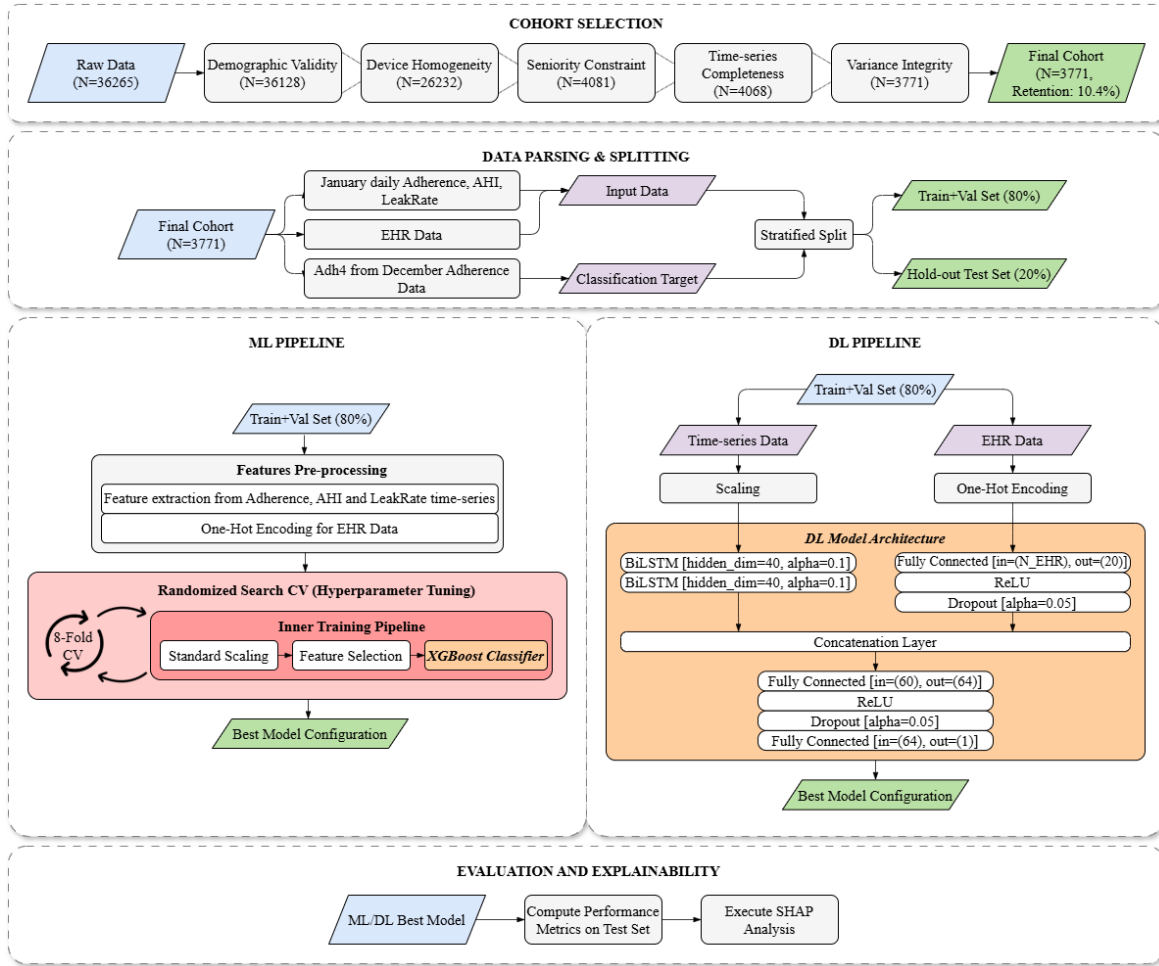 COHORT SELECTION
Raw Data
(N=36265)
Demographic Validity
(N=36128)
Device Homogeneity
(N=26232)
Seniority Constraint
(N=4081)
Time-series
Completeness
(N=4068)
Variance Integrity
(N=3771)
Final Cohort
(N=3771,
Retention: 10.4%)
DATA PARSING & SPLITTING
Final Cohort
(N=3771)
January daily Adherence, AHI,
LeakRate
EHR Data
Adh4 from December Adherence
Data
Input Data
Classification Target
Stratified Split
Train+Val Set (80%)
Hold-out Test Set (20%)
ML PIPELINE
Train+Val Set (80%)
Features Pre-processing
Feature extraction from Adherence, AHI and LeakRate time-series
One-Hot Encoding for EHR Data
Randomized Search CV (Hyperparameter Tuning)
8-Fold
CV
Inner Training Pipeline
Standard Scaling
Feature Selection
XGBoost Classifier
Best Model Configuration
DL PIPELINE
Train+Val Set (80%)
Time-series Data
EHR Data
Scaling
One-Hot Encoding
DL Model Architecture
BiLSTM [hidden_dim=40, alpha=0.1]
BiLSTM [hidden_dim=40, alpha=0.1]
Fully Connected [in=(N_EHR), out=(20)]
ReLU
Dropout [alpha=0.05]
Concatenation Layer
Fully Connected [in=(60), out=(64)]
ReLU
Dropout [alpha=0.05]
Fully Connected [in=(64), out=(1)]
Best Model Configuration
EVALUATION AND EXPLAINABILITY
ML/DL Best Model
Compute Performance
Metrics on Test Set
Execute SHAP
Analysis